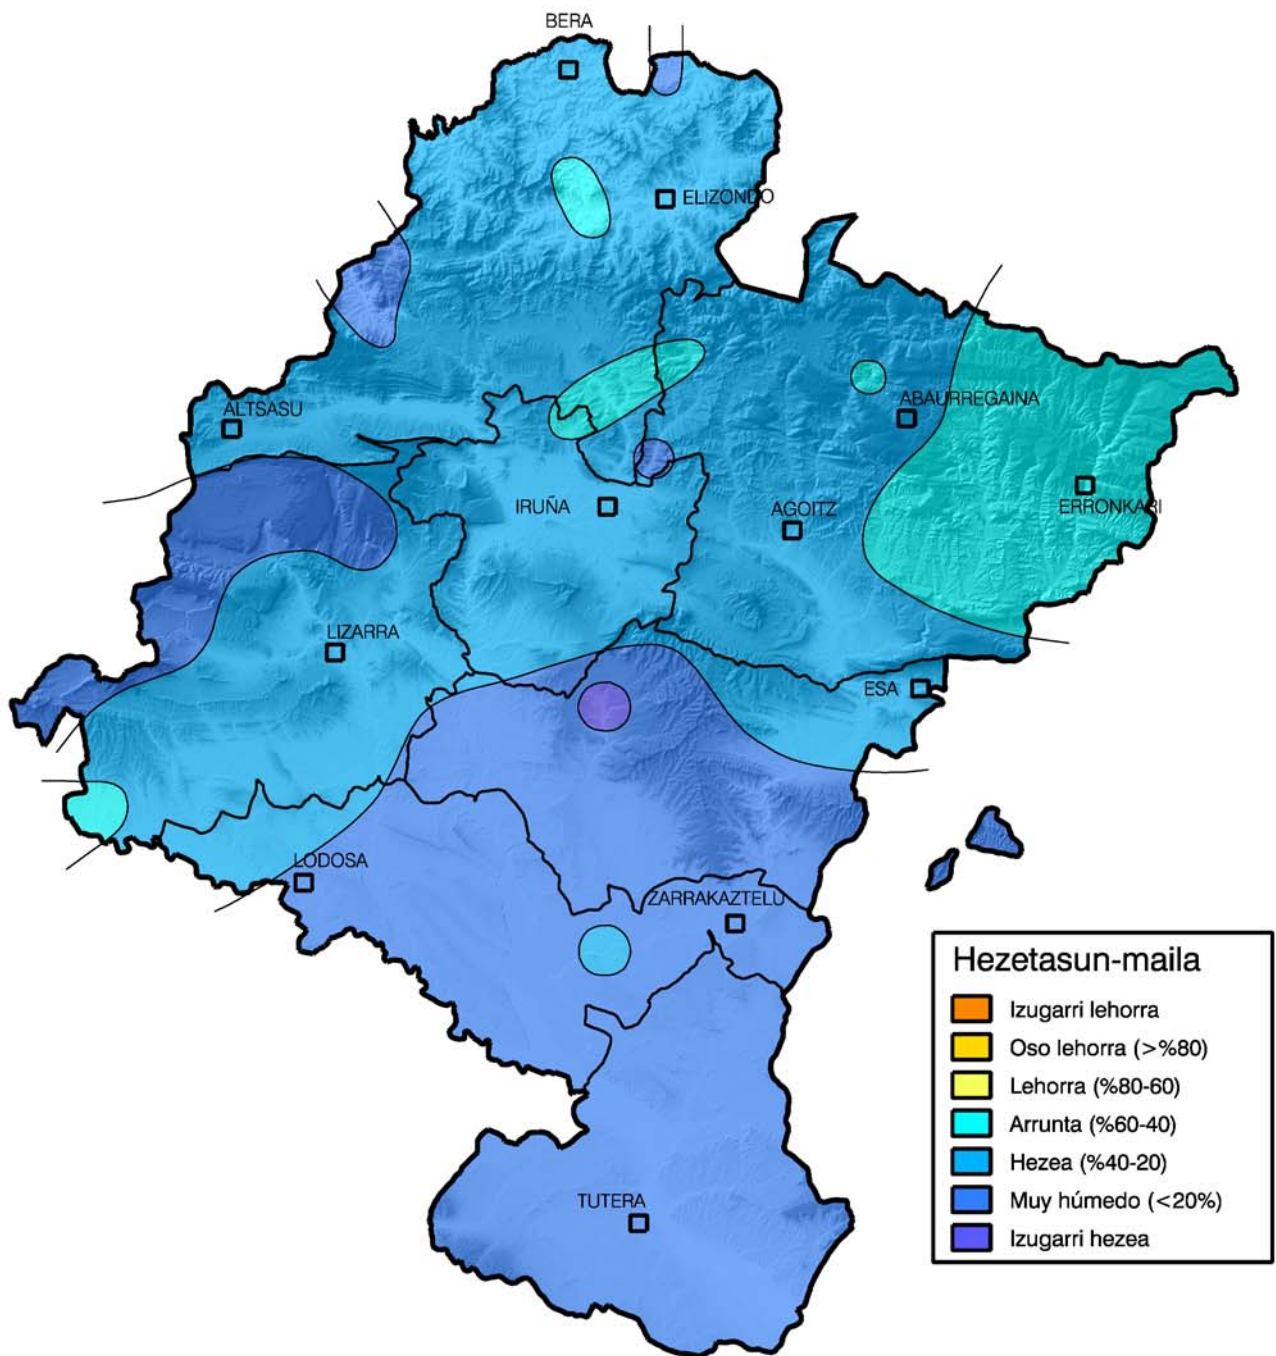 BERA
ELIZONDO
ALTSASU
ABAURREGAINA
IRUÑA
AGOITZ
ERRONKARI
LIZARRA
ESA
LODOSA
ZARRAKAZTELU
TUTERA
Hezetasun-maila
Izugarri lehorra
Oso lehorra (>%80)
Lehorra (%80-60)
Arrunta (%60-40)
Hezea (%40-20)
Muy húmedo (<20%)
Izugarri hezea